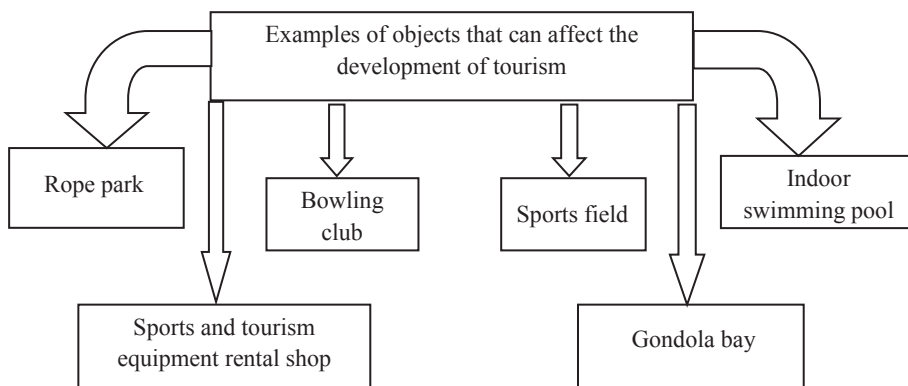 Examples of objects that can affect the
development of tourism
Rope park
Bowling
club
Sports field
Indoor
swimming pool
Sports and tourism
equipment rental shop
Gondola bay